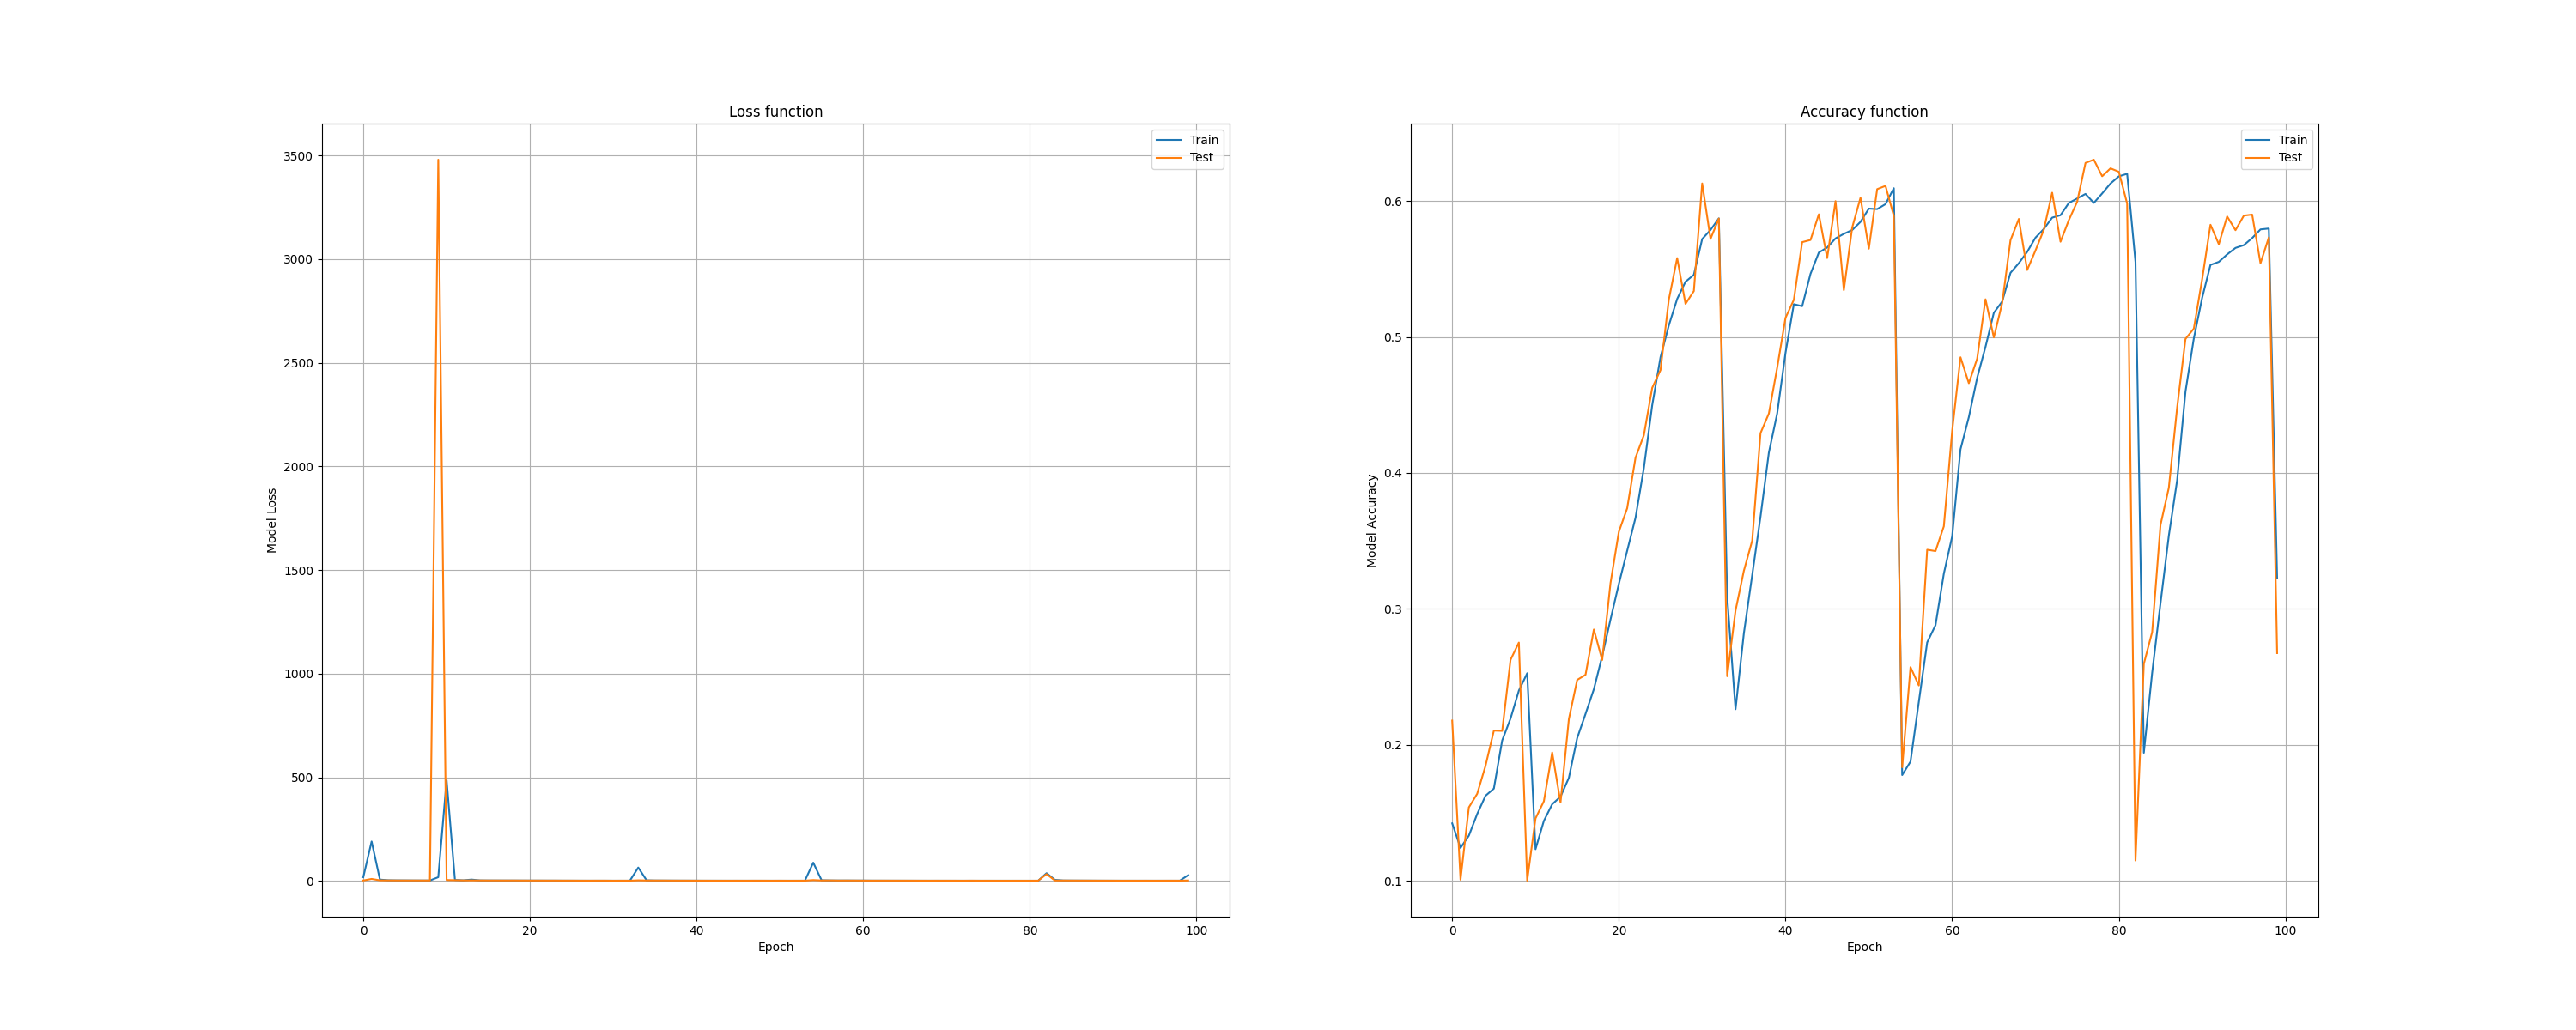 Loss function
Train
Test
3500
3000
2500
2000
1500
1000
500
0
Model Loss
0 20 40 60 80 100
Epoch
Accuracy function
Train
Test
0.6
0.5
0.4
0.3
0.2
0.1
Model Accuracy
0 20 40 60 80 100
Epoch